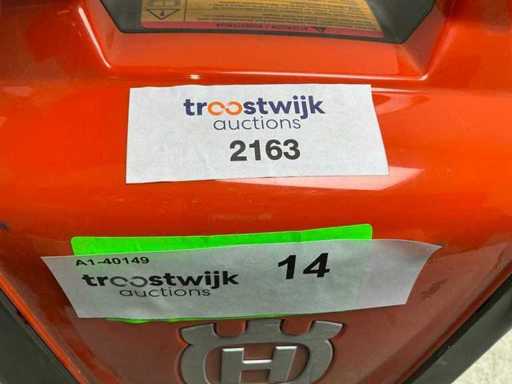 troostwijk
auctions
2163
A1-40149
troostwijk
auctions
14
H